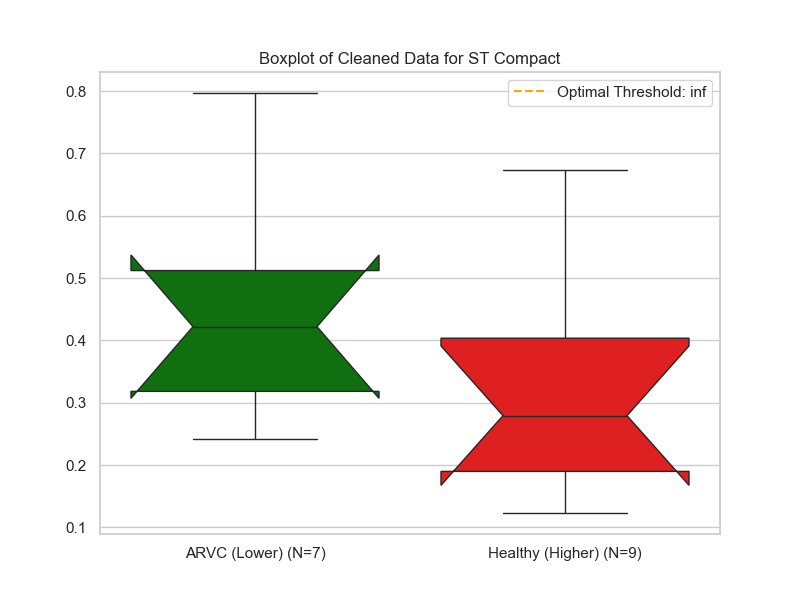 Boxplot of Cleaned Data for ST Compact
Optimal Threshold: inf
0.8
0.7
0.6
0.5
0.4
0.3
0.2
0.1
ARVC (Lower) (N=7)
Healthy (Higher) (N=9)